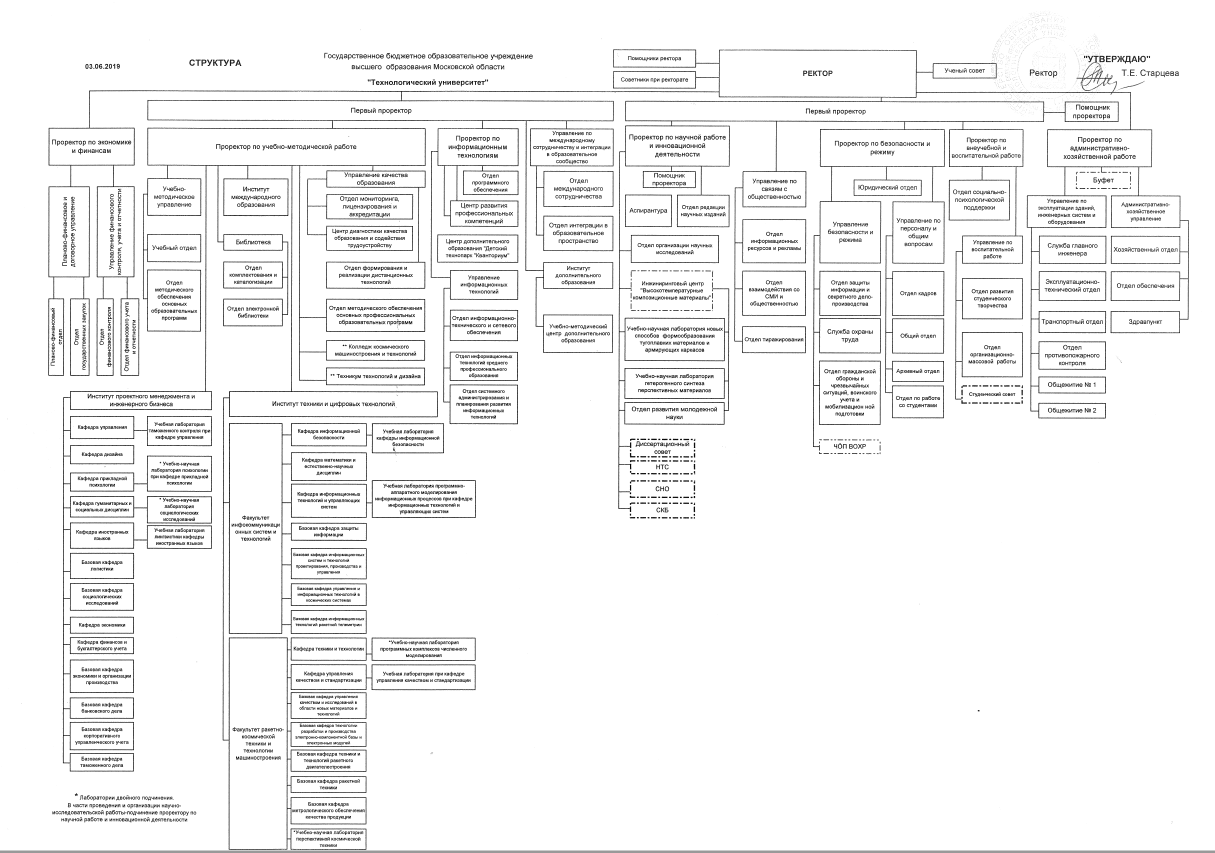 03.06.2019
СТРУКТУРА
Государственное бюджетное образовательное учреждение
высшего образования Московской области
"Технологический университет"
Помощники ректора
Советники при ректорате
РЕКТОР
Ученый совет
"УТВЕРЖДАЮ"
Ректор
Т.Е. Старцева
Первый проректор
Первый проректор
Помощник
проректора
Проректор по экономике
и финансам
Проректор по учебно-методической работе
Проректор по
информационным
технологиям
Управление по
международному
сотрудничеству и интеграции
в образовательное
сообщество
Проректор по научной работе
и инновационной
деятельности
Управление по
связям с
общественностью
Проректор по безопасности и
режиму
Проректор по
внеучебной и
воспитательной работе
Проректор по
административно-
хозяйственной работе
Планово-финансовое и
договорное управление
Управление финансового
контроля, учета и отчетности
Планово-финансовый
отдел
Отдел
государственных закупок
Отдел
финансового контроля
Отдел финансового учета
и отчетности
Учебно-
методическое
управление
Учебный отдел
Отдел
методического
обеспечения
основных
образовательных
программ
Институт
международного
образования
Библиотека
Отдел
комплектования и
каталогизации
Отдел электронной
библиотеки
Управление качества
образования
Отдел мониторинга,
лицензирования и
аккредитации
Центр диагностики качества
образования и содействия
трудоустройству
Отдел формирования и
реализации дистанционных
технологий
Отдел методического обеспечения
основных профессиональных
образовательных программ
** Колледж космического
машиностроения и технологий
** Техникум технологий и дизайна
Отдел
программного
обеспечения
Центр развития
профессиональных
компетенций
Центр дополнительного
образования "Детский
технопарк "Кванториум"
Управление
информационных
технологий
Отдел информационно-
технического и сетевого
обеспечения
Отдел информационных
технологий среднего
профессионального
образования
Отдел системного
администрирования и
планирования развития
информационных
технологий
Отдел
международного
сотрудничества
Отдел интеграции в
образовательное
пространство
Институт
дополнительного
образования
Учебно-методический
центр дополнительного
образования
Помощник
проректора
Аспирантура
Отдел редакции
научных изданий
Отдел организации научных
исследований
Инжиниринговый центр
"Высокотемпературные
композиционные материалы"
Учебно-научная лаборатория новых
способов формообразования
тугоплавких материалов и
армирующих каркасов
Учебно-научная лаборатория
гетерогенного синтеза
перспективных материалов
Отдел развития молодежной
науки
Диссертационный
совет
НТС
СНО
СКБ
Отдел
информационных
ресурсов и рекламы
Отдел
взаимодействия со
СМИ и
общественностью
Отдел тиражирования
Юридический отдел
Управление
безопасности и
режима
Отдел защиты
информации и
секретного дело-
производства
Служба охраны
труда
Отдел гражданской
обороны и
чрезвычайных
ситуаций, воинского
учета и
мобилизацион ной
подготовки
ЧОП ВОХР
Управление по
персоналу и
общим
вопросам
Отдел кадров
Общий отдел
Архивный отдел
Отдел по работе
со студентами
Отдел социально-
психологической
поддержки
Управление по
воспитательной
работе
Отдел развития
студенческого
творчества
Отдел
организационно-
массовой работы
Студенческий совет
Буфет
Управление по
эксплуатации зданий,
инженерных систем и
оборудования
Служба главного
инженера
Эксплуатационно-
технический отдел
Транспортный отдел
Отдел
противопожарного
контроля
Общежитие № 1
Общежитие № 2
Административно-
хозяйственное
управление
Хозяйственный отдел
Отдел обеспечения
Здравпункт
Институт проектного менеджмента и
инженерного бизнеса
Кафедра управления
Учебная лаборатория
таможенного контроля при
кафедре управления
Кафедра дизайна
Кафедра прикладной
психологии
* Учебно-научная
лаборатория психологии
при кафедре прикладной
психологии
Кафедра гуманитарных и
социальных дисциплин
* Учебно-научная
лаборатория
социологических
исследований
Кафедра иностранных
языков
Учебная лаборатория
лингвистики кафедры
иностранных языков
Базовая кафедра
логистики
Базовая кафедра
социологических
исследований
Кафедра экономики
Кафедра финансов и
бухгалтерского учета
Базовая кафедра
экономики и организации
производства
Базовая кафедра
банковского дела
Базовая кафедра
корпоративного
управленческого учета
Базовая кафедра
таможенного дела
Институт техники и цифровых технологий
Факультет
инфокоммуникаци
онных систем и
технологий
Кафедра информационной
безопасности
Учебная лаборатория
кафедры информационной
безопасности
Кафедра математики и
естественно-научных
дисциплин
Кафедра информационных
технологий и управляющих
систем
Учебная лаборатория программно-
аппаратного моделирования
информационных процессов при кафедре
информационных технологий и
управляющих систем
Базовая кафедра защиты
информации
Базовая кафедра информационных
систем и технологий
проектирования, производства и
управления
Базовая кафедра управления и
информационных технологий в
космических системах
Базовая кафедра информационных
технологий ракетной телеметрии
Факультет ракетно-
космической
техники и
технологии
машиностроения
Кафедра техники и технологии
*Учебно-научная лаборатория
программных комплексов численного
моделирования
Кафедра управления
качеством и стандартизации
Учебная лаборатория при кафедре
управления качеством и стандартизации
Базовая кафедра управления
качеством и исследований в
области новых материалов и
технологий
Базовая кафедра технологии
разработки и производства
электронно-компонентной базы и
электронных моделей
Базовая кафедра техники и
технологий ракетного
двигателестроения
Базовая кафедра ракетной
техники
Базовая кафедра
метрологического обеспечения
качества продукции
*Учебно-научная лаборатория
перспективной космической
техники
* Лаборатории двойного подчинения.
В части проведения и организации научно-
исследовательской работы-подчинение проректору по
научной работе и инновационной деятельности